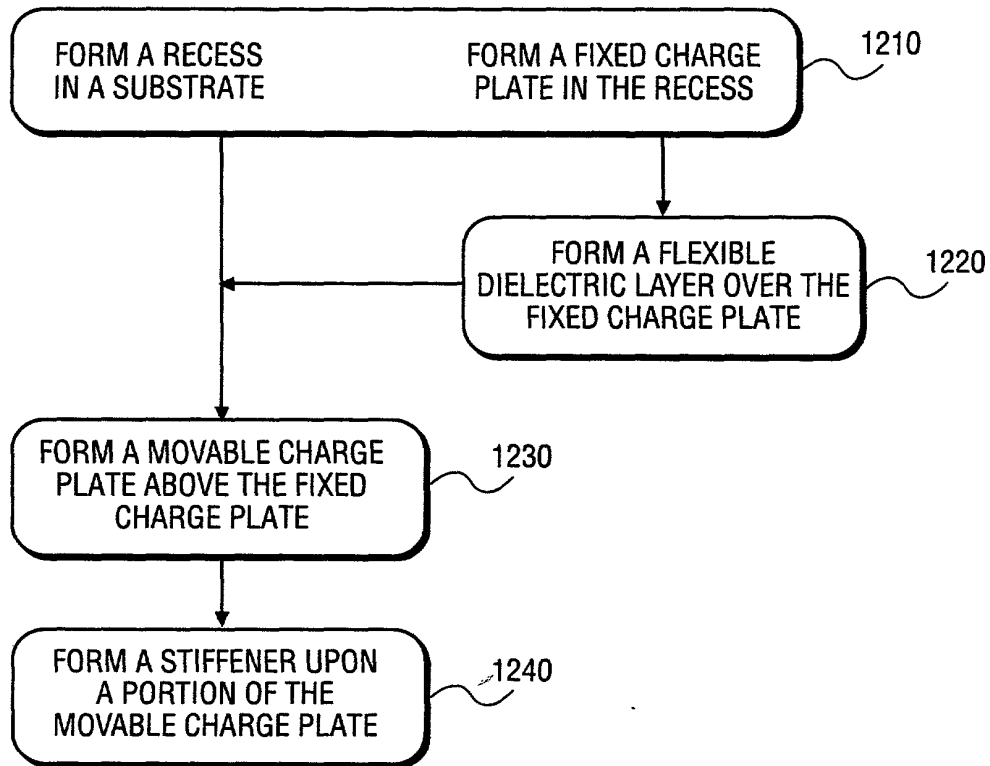 FORM A RECESS
IN A SUBSTRATE
FORM A FIXED CHARGE
PLATE IN THE RECESS
1210
FORM A FLEXIBLE
DIELECTRIC LAYER OVER THE
FIXED CHARGE PLATE
1220
FORM A MOVABLE CHARGE
PLATE ABOVE THE FIXED
CHARGE PLATE
1230
FORM A STIFFENER UPON
A PORTION OF THE
MOVABLE CHARGE PLATE
1240